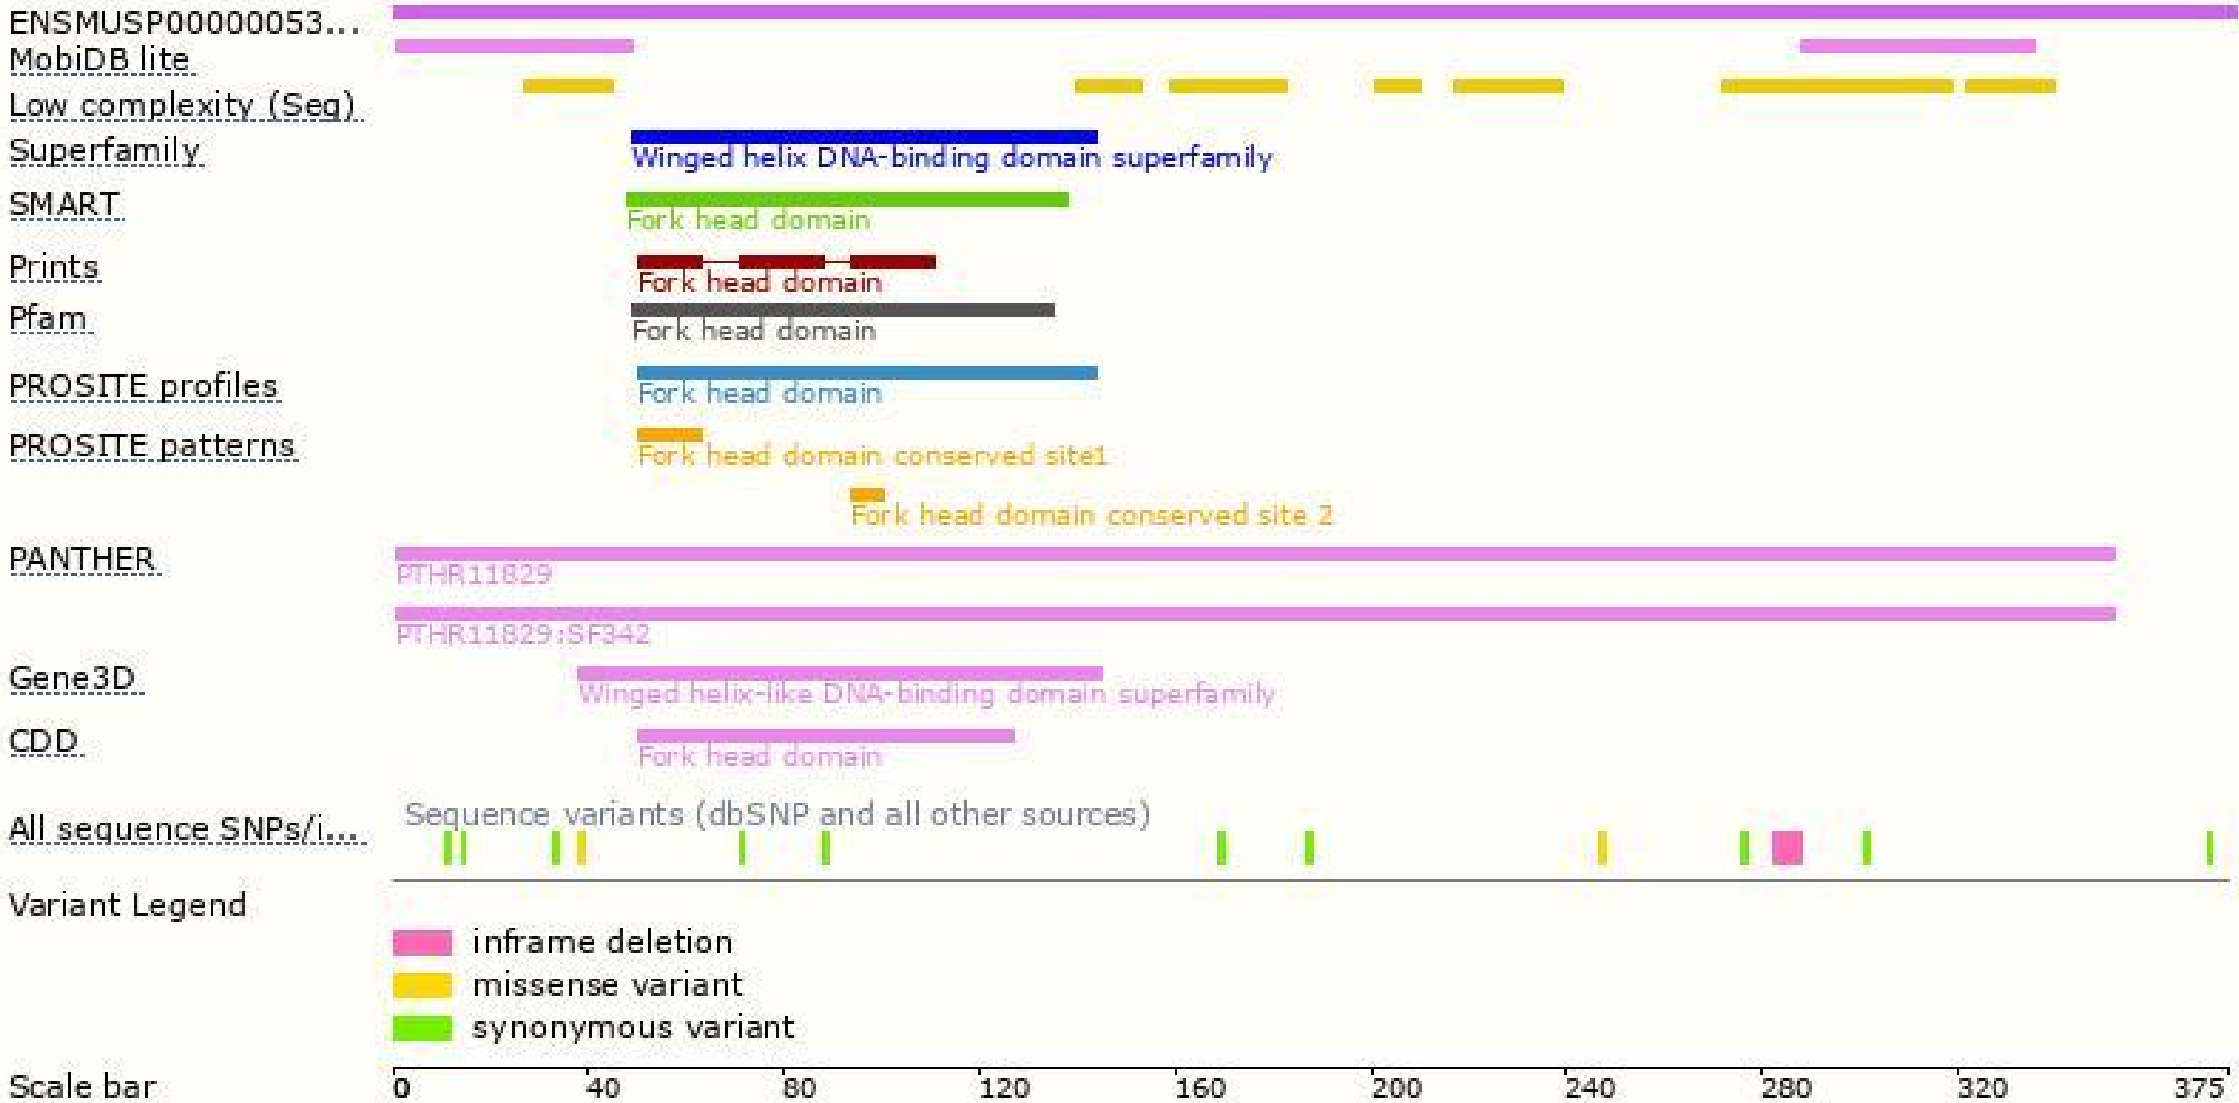 ENSMUSP00000053...
MobiDB lite
Low complexity (Seg)
Superfamily
Winged helix DNA-binding domain superfamily
SMART
Fork head domain
Prints
Fork head domain
Pfam
Fork head domain
PROSITE profiles
Fork head domain
PROSITE patterns
Fork head domain conserved site1
Fork head domain conserved site 2
PANTHER
PTHR11829
PTHR11829:SF342
Gene3D
Winged helix-like DNA-binding domain superfamily
CDD
Fork head domain
Sequence variants (dbSNP and all other sources)
All sequence SNPs/i...
Variant Legend
inframe deletion
missense variant
synonymous variant
Scale bar 0 40 80 120 160 200 240 280 320 375